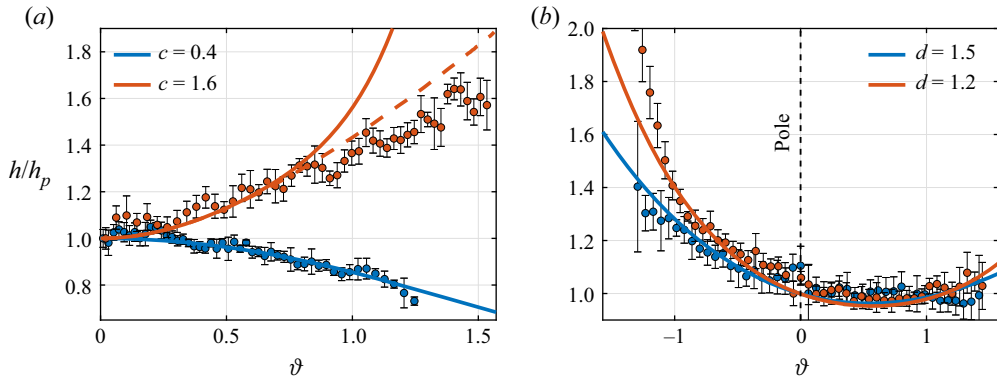 (a)
1.8
1.6
1.4
1.2
1.0
0.8
h/hp
c = 0.4
c = 1.6
0 0.5 1.0 1.5
ϑ
(b)
2.0
1.8
1.6
1.4
1.2
1.0
Pole
d = 1.5
d = 1.2
−1 0 1
ϑ